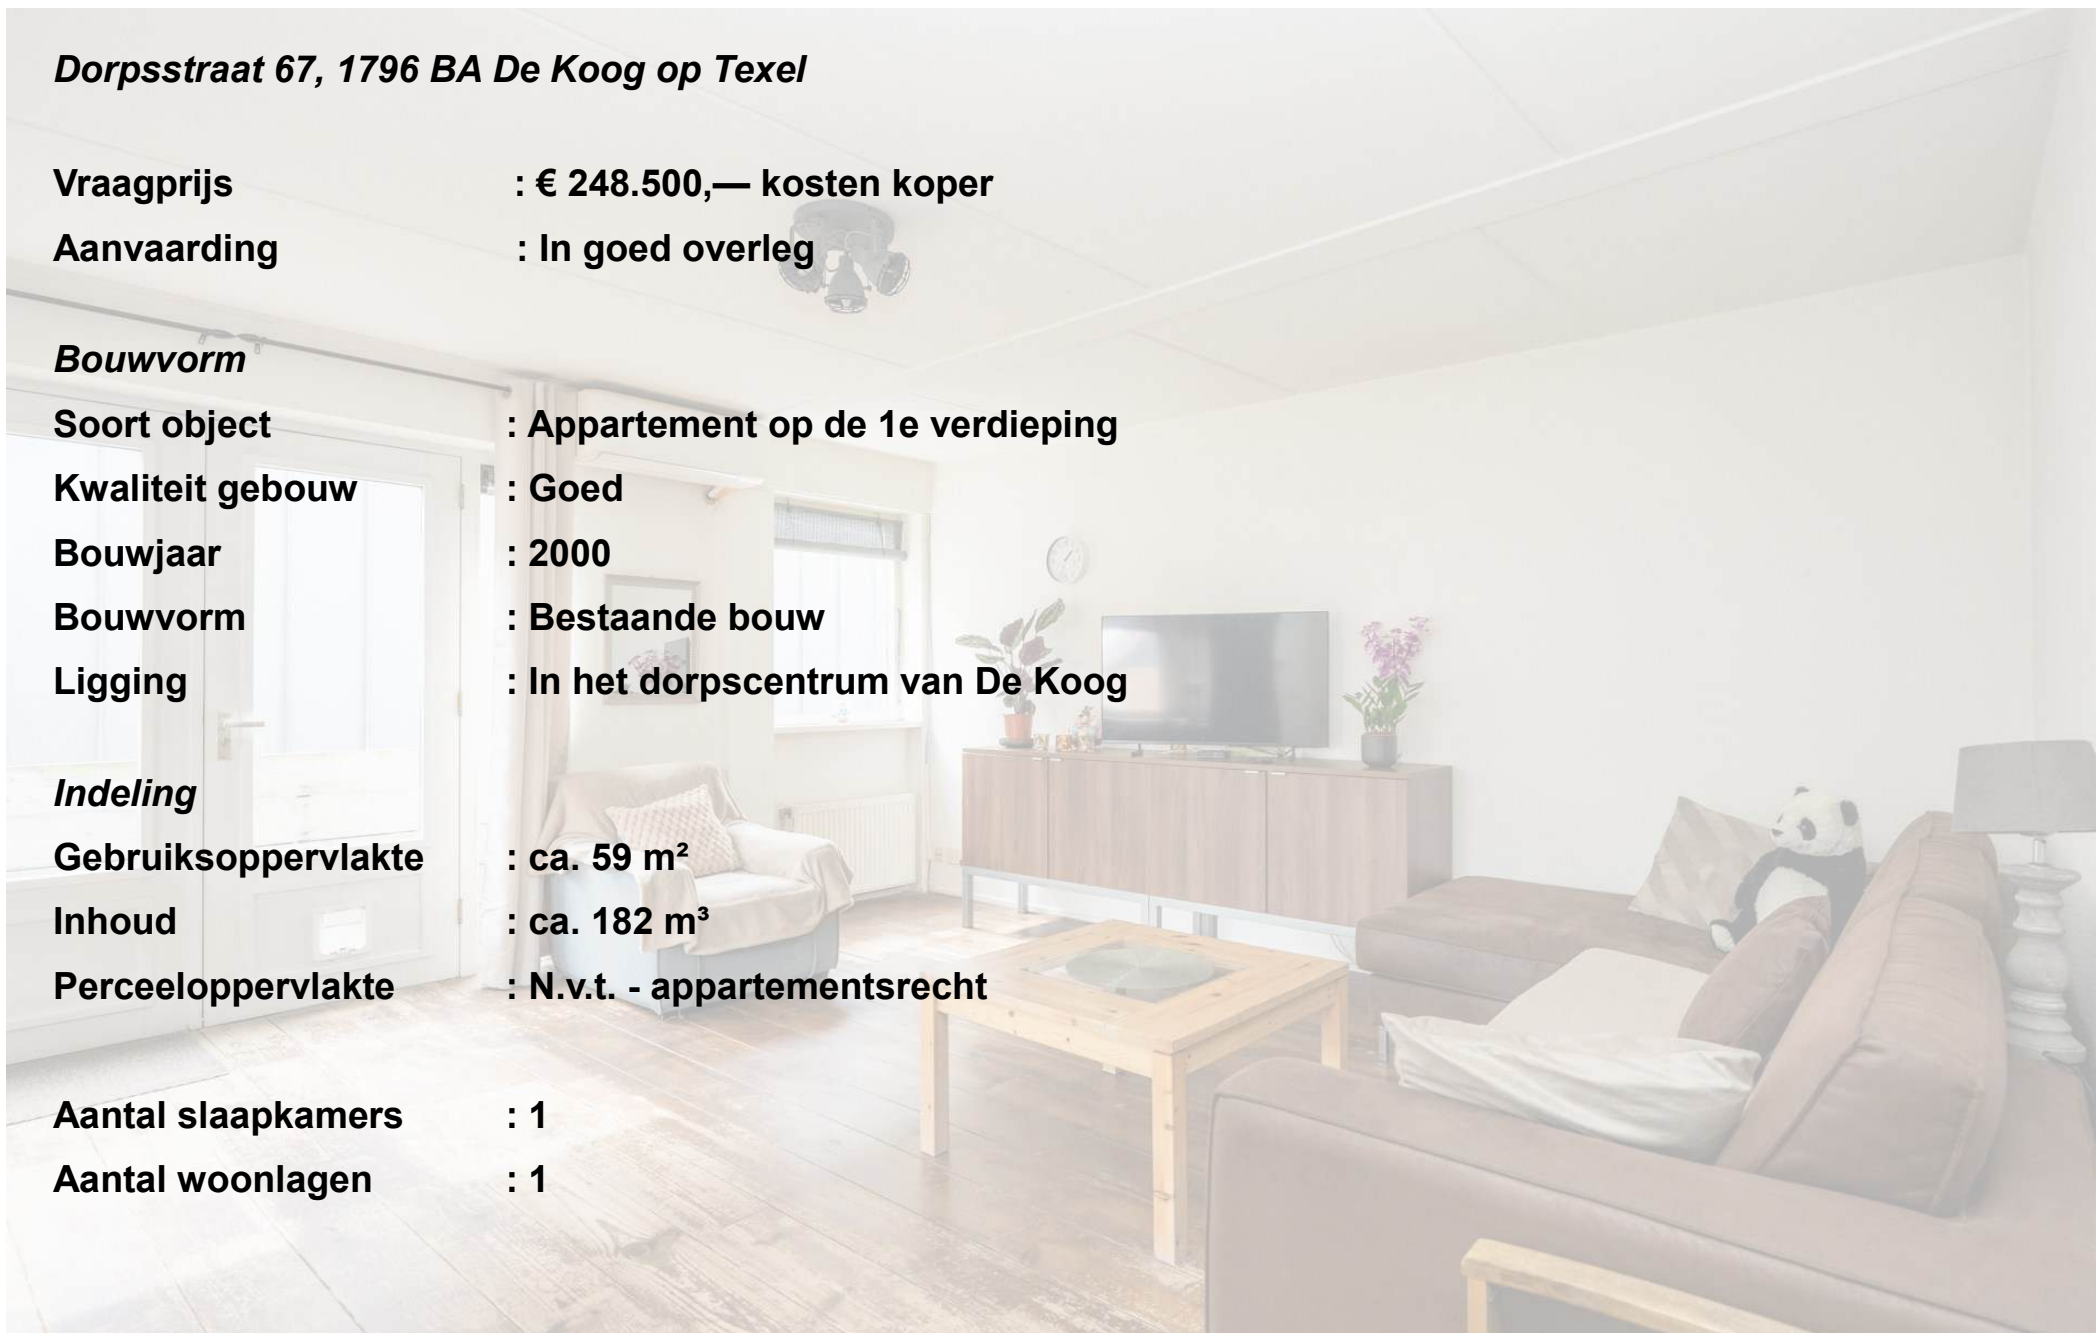 Dorpsstraat 67, 1796 BA De Koog op Texel
Vraagprijs : € 248.500,— kosten koper
Aanvaarding : In goed overleg
Bouwvorm
Soort object : Appartement op de 1e verdieping
Kwaliteit gebouw : Goed
Bouwjaar : 2000
Bouwvorm : Bestaande bouw
Ligging : In het dorpscentrum van De Koog
Indeling
Gebruiksoppervlakte : ca. 59 m²
Inhoud : ca. 182 m³
Perceeloppervlakte : N.v.t. - appartementsrecht
Aantal slaapkamers : 1
Aantal woonlagen : 1